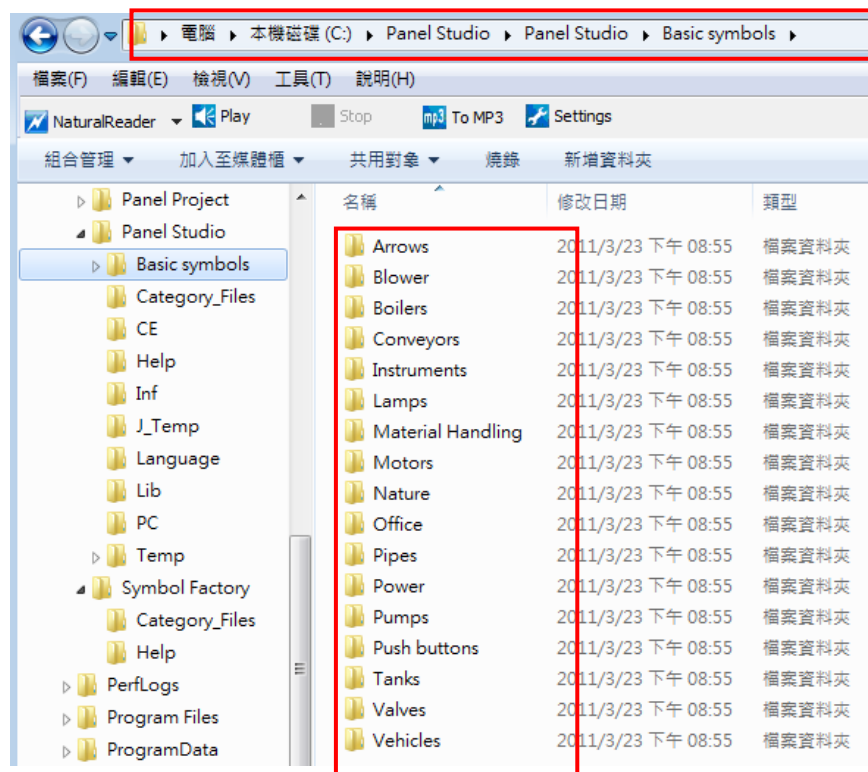 電腦 本機磁碟 (C:) Panel Studio Panel Studio Basic symbols
檔案(F) 編輯(E) 檢視(V) 工具(T) 說明(H)
NaturalReader Play Stop mp3 To MP3 Settings
組合管理 加入至媒體櫃 共用對象 燒錄 新增資料夾
Panel Project
Panel Studio
Basic symbols
Category_Files
CE
Help
Inf
J_Temp
Language
Lib
PC
Temp
Symbol Factory
Category_Files
Help
PerfLogs
Program Files
ProgramData
名稱 修改日期 類型
Arrows 2011/3/23 下午 08:55 檔案資料夾
Blower 2011/3/23 下午 08:55 檔案資料夾
Boilers 2011/3/23 下午 08:55 檔案資料夾
Conveyors 2011/3/23 下午 08:55 檔案資料夾
Instruments 2011/3/23 下午 08:55 檔案資料夾
Lamps 2011/3/23 下午 08:55 檔案資料夾
Material Handling 2011/3/23 下午 08:55 檔案資料夾
Motors 2011/3/23 下午 08:55 檔案資料夾
Nature 2011/3/23 下午 08:55 檔案資料夾
Office 2011/3/23 下午 08:55 檔案資料夾
Pipes 2011/3/23 下午 08:55 檔案資料夾
Power 2011/3/23 下午 08:55 檔案資料夾
Pumps 2011/3/23 下午 08:55 檔案資料夾
Push buttons 2011/3/23 下午 08:55 檔案資料夾
Tanks 2011/3/23 下午 08:55 檔案資料夾
Valves 2011/3/23 下午 08:55 檔案資料夾
Vehicles 2011/3/23 下午 08:55 檔案資料夾